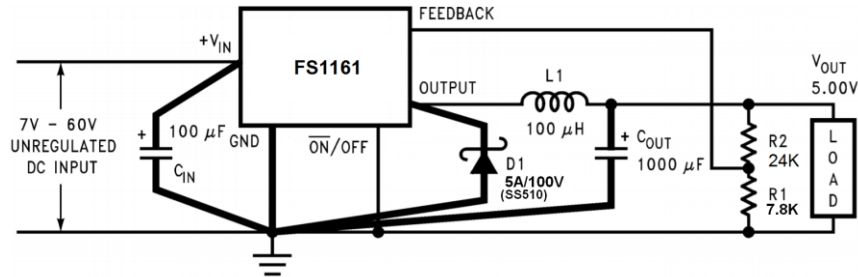 FEEDBACK
+VIN
FS1161
OUTPUT
L1
100 μH
VOUT
5.00V
7V – 60V
UNREGULATED
DC INPUT
+
100 μF
CIN
GND
ON/OFF
D1
5A/100V
(SS510)
+
COUT
1000 μF
R2
24K
R1
7.8K
LOAD